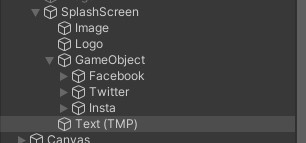 SplashScreen
Image
Logo
GameObject
Facebook
Twitter
Insta
Text (TMP)
Canvas